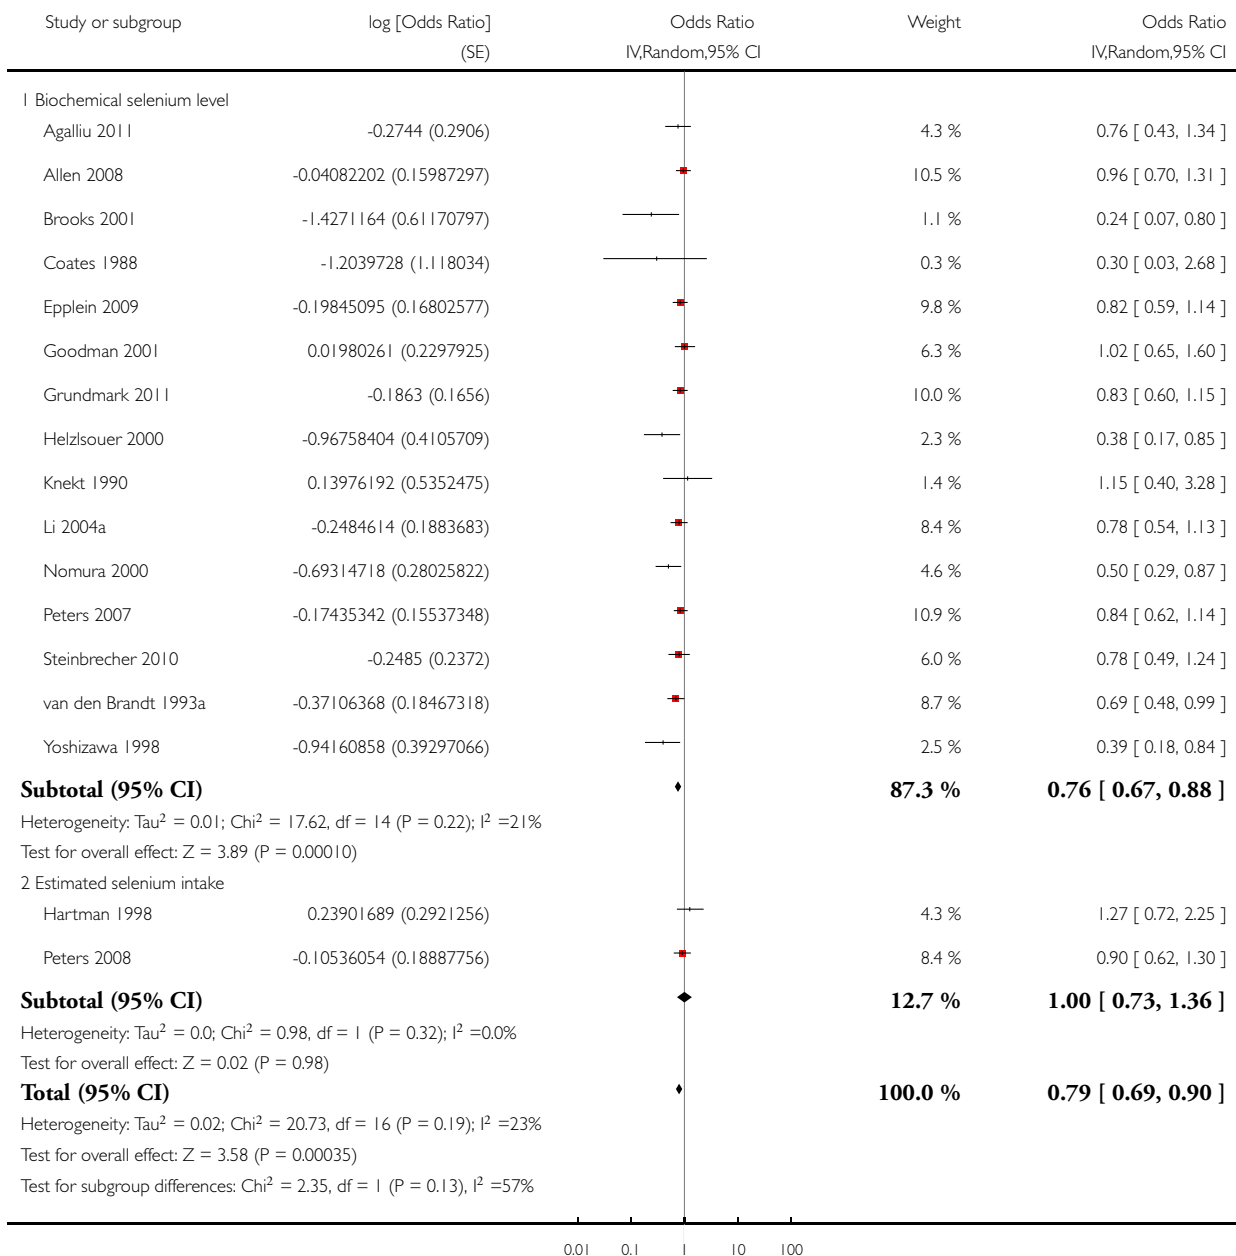 Study or subgroup log [Odds Ratio] Odds Ratio Weight Odds Ratio
(SE) IV,Random,95% CI IV,Random,95% CI
1 Biochemical selenium level
Agalliu 2011 -0.2744 (0.2906) 4.3 % 0.76 [ 0.43, 1.34 ]
Allen 2008 -0.04082202 (0.15987297) 10.5 % 0.96 [ 0.70, 1.31 ]
Brooks 2001 -1.4271164 (0.61170797) 1.1 % 0.24 [ 0.07, 0.80 ]
Coates 1988 -1.2039728 (1.118034) 0.3 % 0.30 [ 0.03, 2.68 ]
Epplein 2009 -0.19845095 (0.16802577) 9.8 % 0.82 [ 0.59, 1.14 ]
Goodman 2001 0.01980261 (0.2297925) 6.3 % 1.02 [ 0.65, 1.60 ]
Grundmark 2011 -0.1863 (0.1656) 10.0 % 0.83 [ 0.60, 1.15 ]
Helzlsouer 2000 -0.96758404 (0.4105709) 2.3 % 0.38 [ 0.17, 0.85 ]
Knekt 1990 0.13976192 (0.5352475) 1.4 % 1.15 [ 0.40, 3.28 ]
Li 2004a -0.2484614 (0.1883683) 8.4 % 0.78 [ 0.54, 1.13 ]
Nomura 2000 -0.69314718 (0.28025822) 4.6 % 0.50 [ 0.29, 0.87 ]
Peters 2007 -0.17435342 (0.15537348) 10.9 % 0.84 [ 0.62, 1.14 ]
Steinbrecher 2010 -0.2485 (0.2372) 6.0 % 0.78 [ 0.49, 1.24 ]
van den Brandt 1993a -0.37106368 (0.18467318) 8.7 % 0.69 [ 0.48, 0.99 ]
Yoshizawa 1998 -0.94160858 (0.39297066) 2.5 % 0.39 [ 0.18, 0.84 ]
Subtotal (95% CI) 87.3 % 0.76 [ 0.67, 0.88 ]
Heterogeneity: Tau² = 0.01; Chi² = 17.62, df = 14 (P = 0.22); I² =21%
Test for overall effect: Z = 3.89 (P = 0.00010)
2 Estimated selenium intake
Hartman 1998 0.23901689 (0.2921256) 4.3 % 1.27 [ 0.72, 2.25 ]
Peters 2008 -0.10536054 (0.18887756) 8.4 % 0.90 [ 0.62, 1.30 ]
Subtotal (95% CI) 12.7 % 1.00 [ 0.73, 1.36 ]
Heterogeneity: Tau² = 0.0; Chi² = 0.98, df = 1 (P = 0.32); I² =0.0%
Test for overall effect: Z = 0.02 (P = 0.98)
Total (95% CI) 100.0 % 0.79 [ 0.69, 0.90 ]
Heterogeneity: Tau² = 0.02; Chi² = 20.73, df = 16 (P = 0.19); I² =23%
Test for overall effect: Z = 3.58 (P = 0.00035)
Test for subgroup differences: Chi² = 2.35, df = 1 (P = 0.13), I² =57%
0.01 0.1 1 10 100